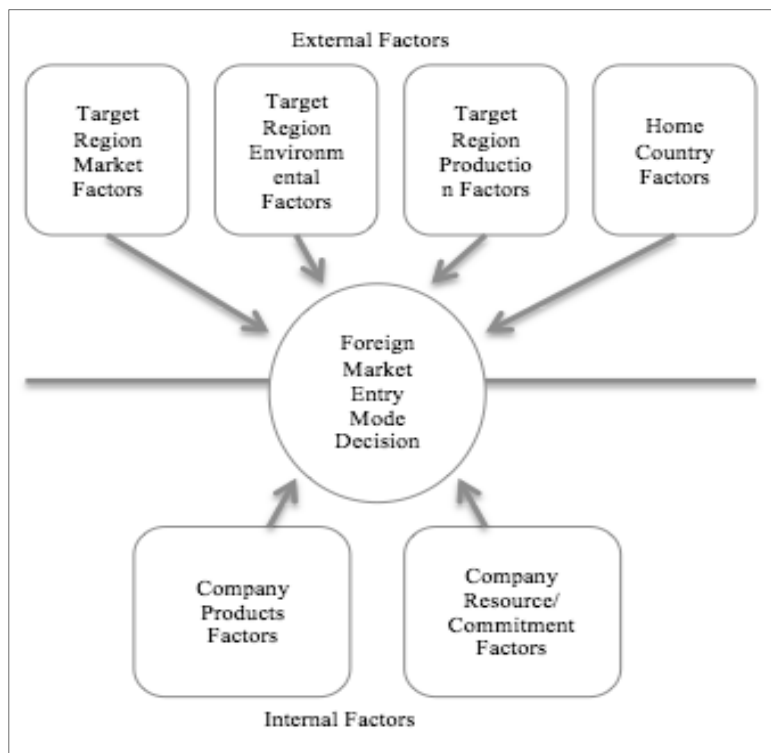 External Factors
Target
Region
Market
Factors
Target
Region
Environm
ental
Factors
Target
Region
Productio
n Factors
Home
Country
Factors
Foreign
Market
Entry
Mode
Decision
Company
Products
Factors
Company
Resource/
Commitment
Factors
Internal Factors